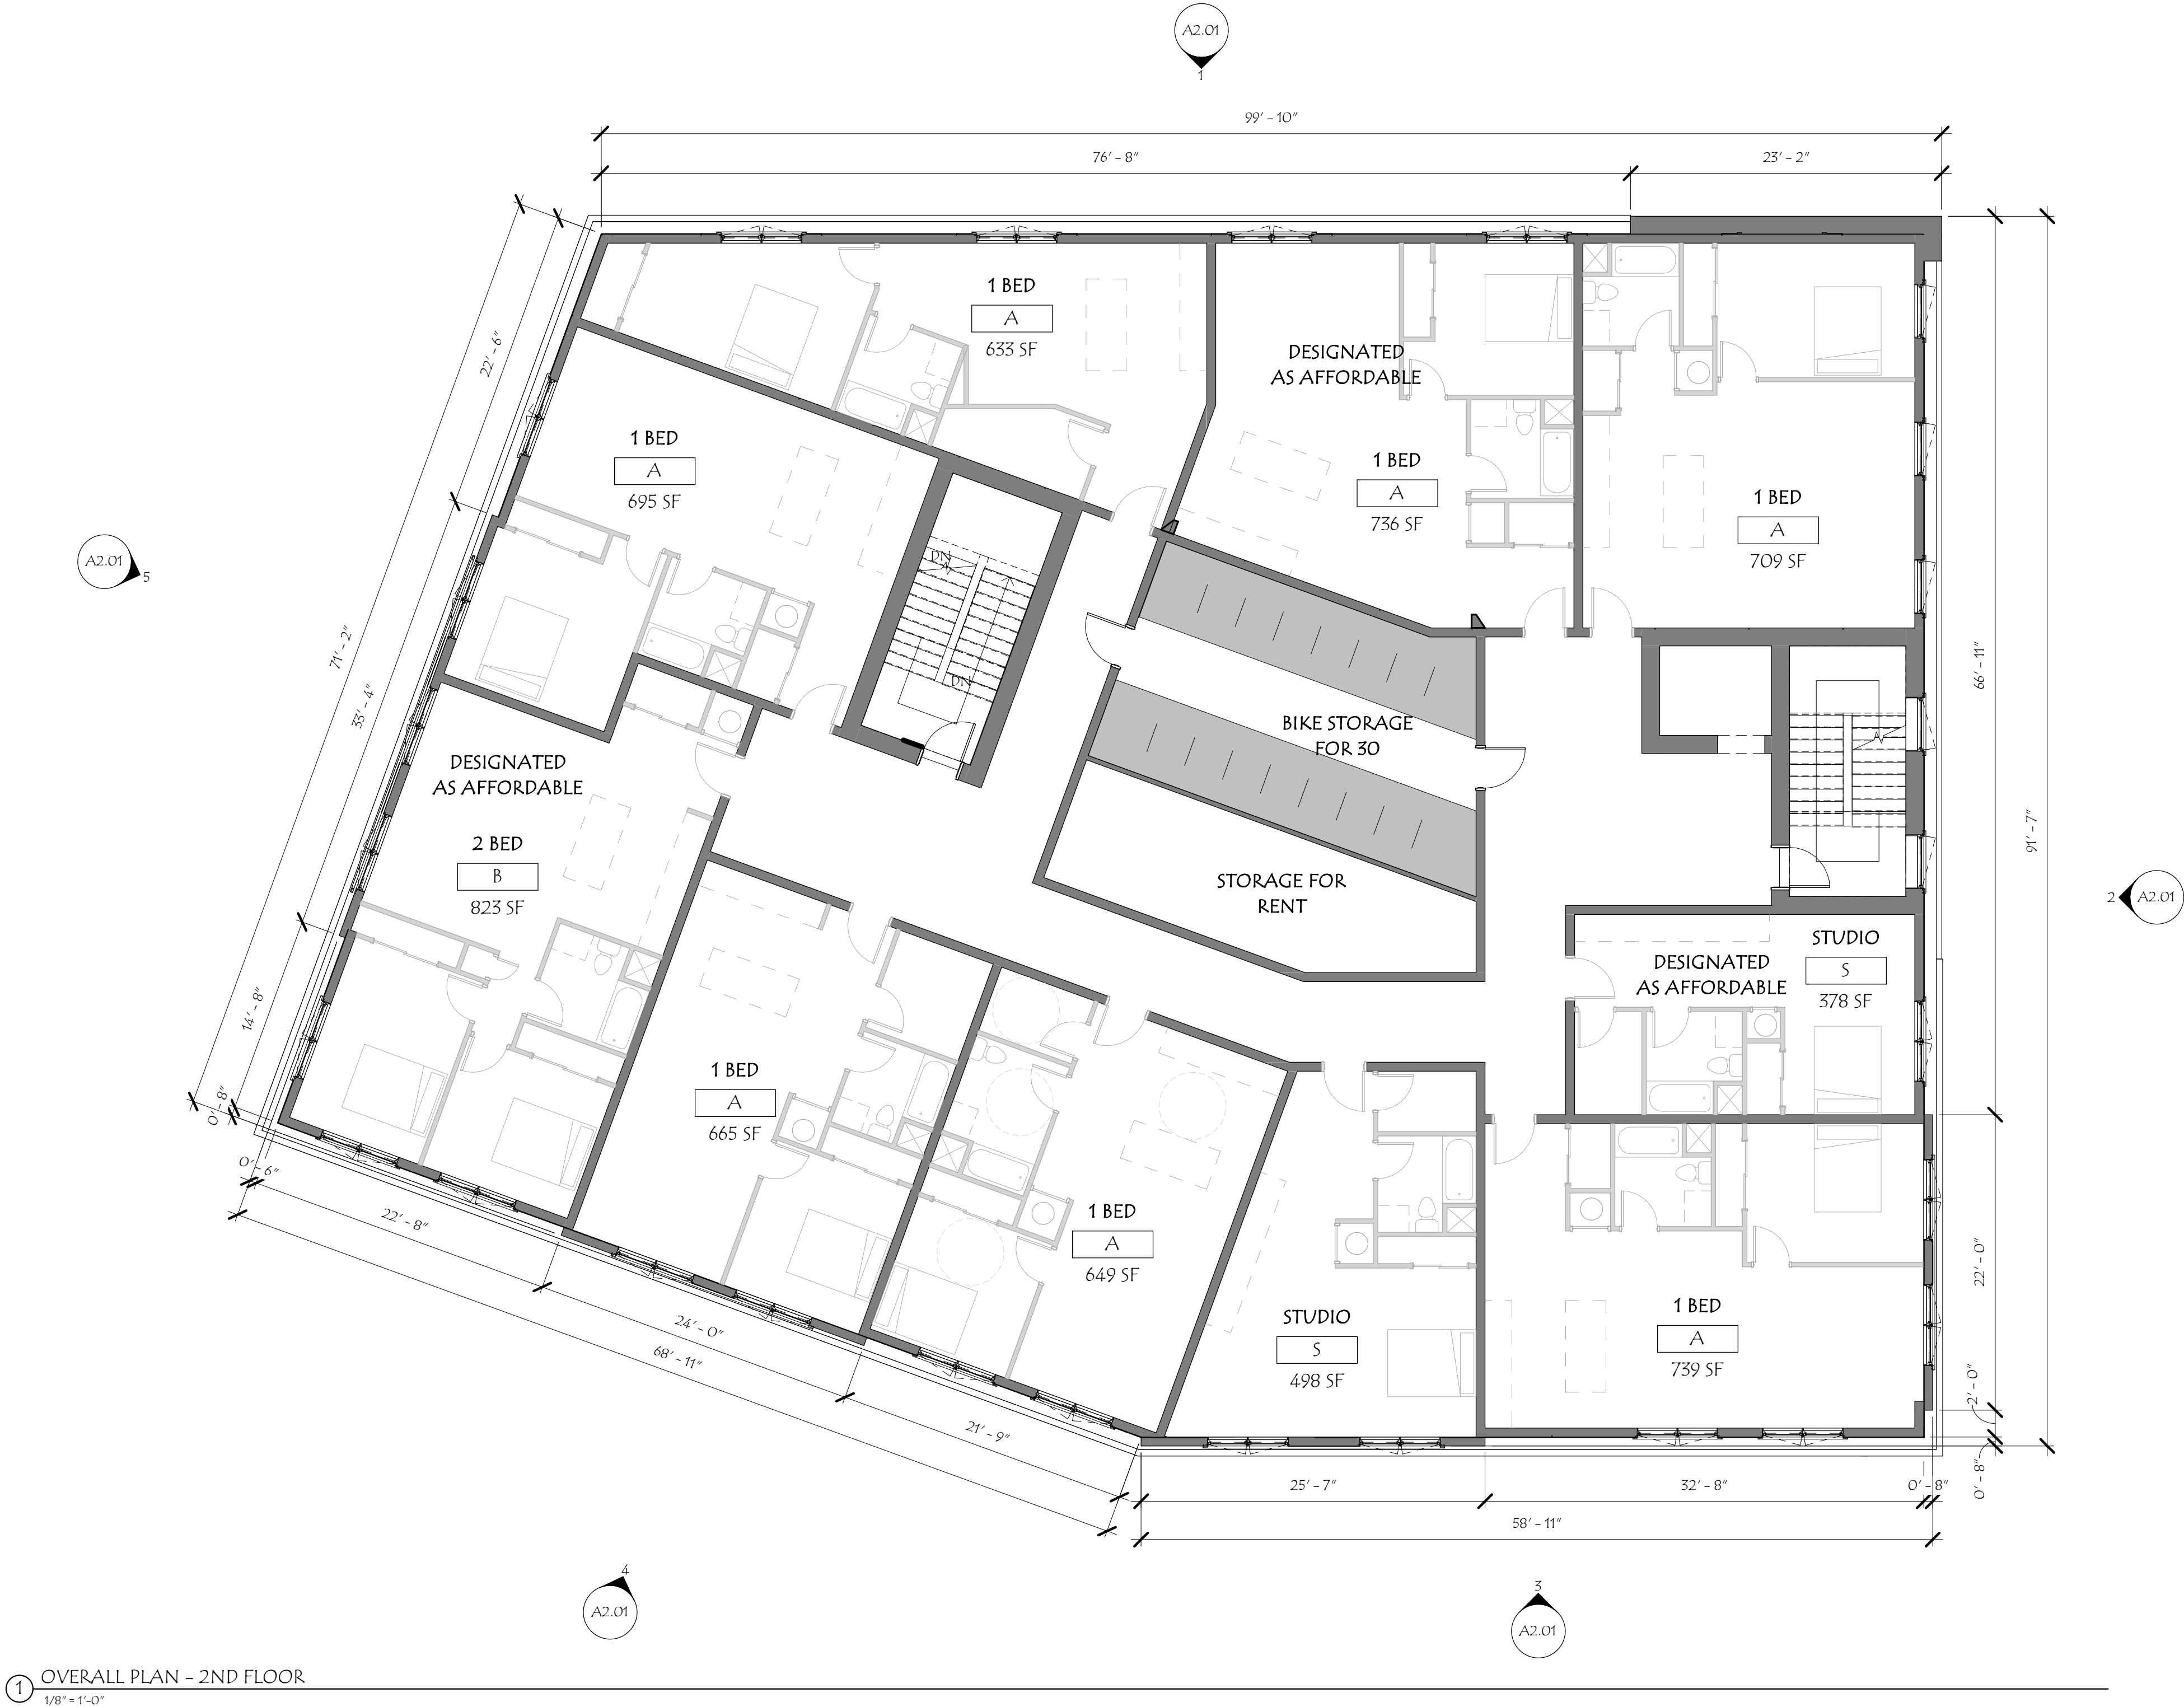 A2.01
1
99' - 10"
76' - 8"
23' - 2"
22' - 6"
71' - 2"
33' - 4"
14' - 8"
0' - 8"
A2.01
5
1 BED
A
633 SF
DESIGNATED
AS AFFORDABLE
1 BED
A
736 SF
1 BED
A
709 SF
1 BED
A
695 SF
DN
DN
BIKE STORAGE
FOR 30
STORAGE FOR
RENT
DESIGNATED
AS AFFORDABLE
2 BED
B
823 SF
STUDIO
S
378 SF
DESIGNATED
AS AFFORDABLE
1 BED
A
665 SF
1 BED
A
649 SF
STUDIO
S
498 SF
1 BED
A
739 SF
66' - 11"
91' - 7"
2
A2.01
22' - 0"
2' - 0"
0' - 8"
0' - 6"
22' - 8"
24' - 0"
68' - 11"
21' - 9"
25' - 7"
32' - 8"
0' - 8"
58' - 11"
4
A2.01
3
A2.01
1
OVERALL PLAN - 2ND FLOOR
1/8" = 1'-0"